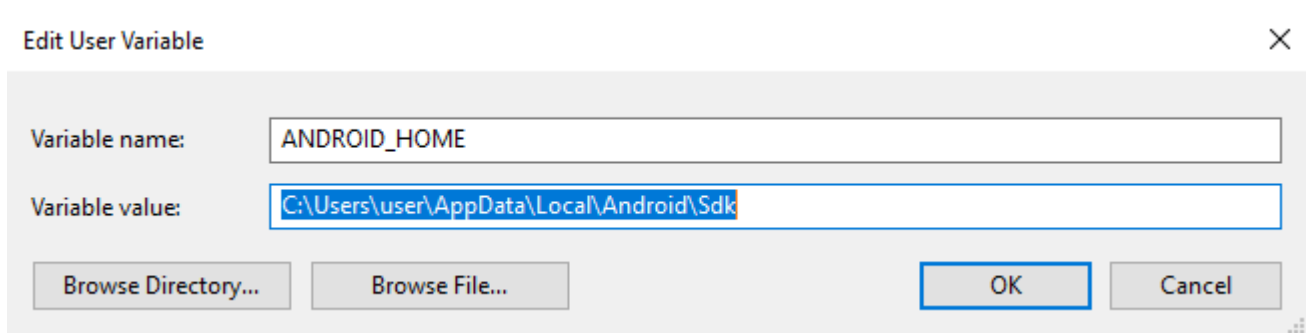 Edit User Variable
Variable name: ANDROID_HOME
Variable value: C:\Users\user\AppData\Local\Android\Sdk
Browse Directory... Browse File... OK Cancel